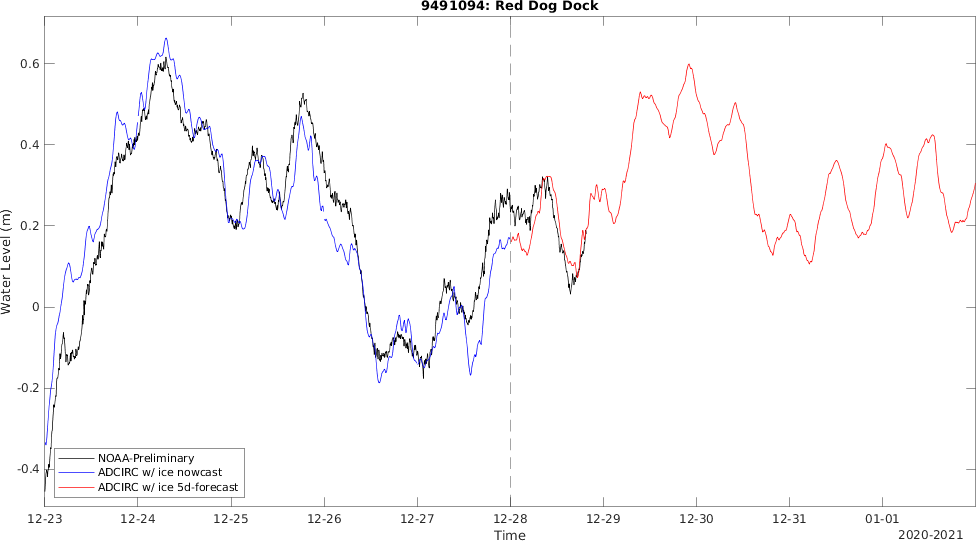 9491094: Red Dog Dock
Water Level (m)
0.6
0.4
0.2
0
-0.2
-0.4
NOAA-Preliminary
ADCIRC w/ ice nowcast
ADCIRC w/ ice 5d-forecast
12-23 12-24 12-25 12-26 12-27 12-28 12-29 12-30 12-31 01-01
Time
2020-2021